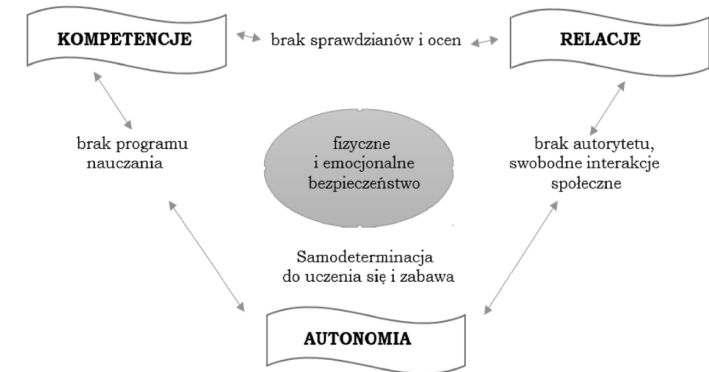 KOMPETENCJE
brak sprawdzianów i ocen
RELACJE
brak programu
nauczania
fizyczne
i emocjonalne
bezpieczeństwo
brak autorytetu,
swobodne interakcje
społeczne
Samodeterminacja
do uczenia się i zabawa
AUTONOMIA